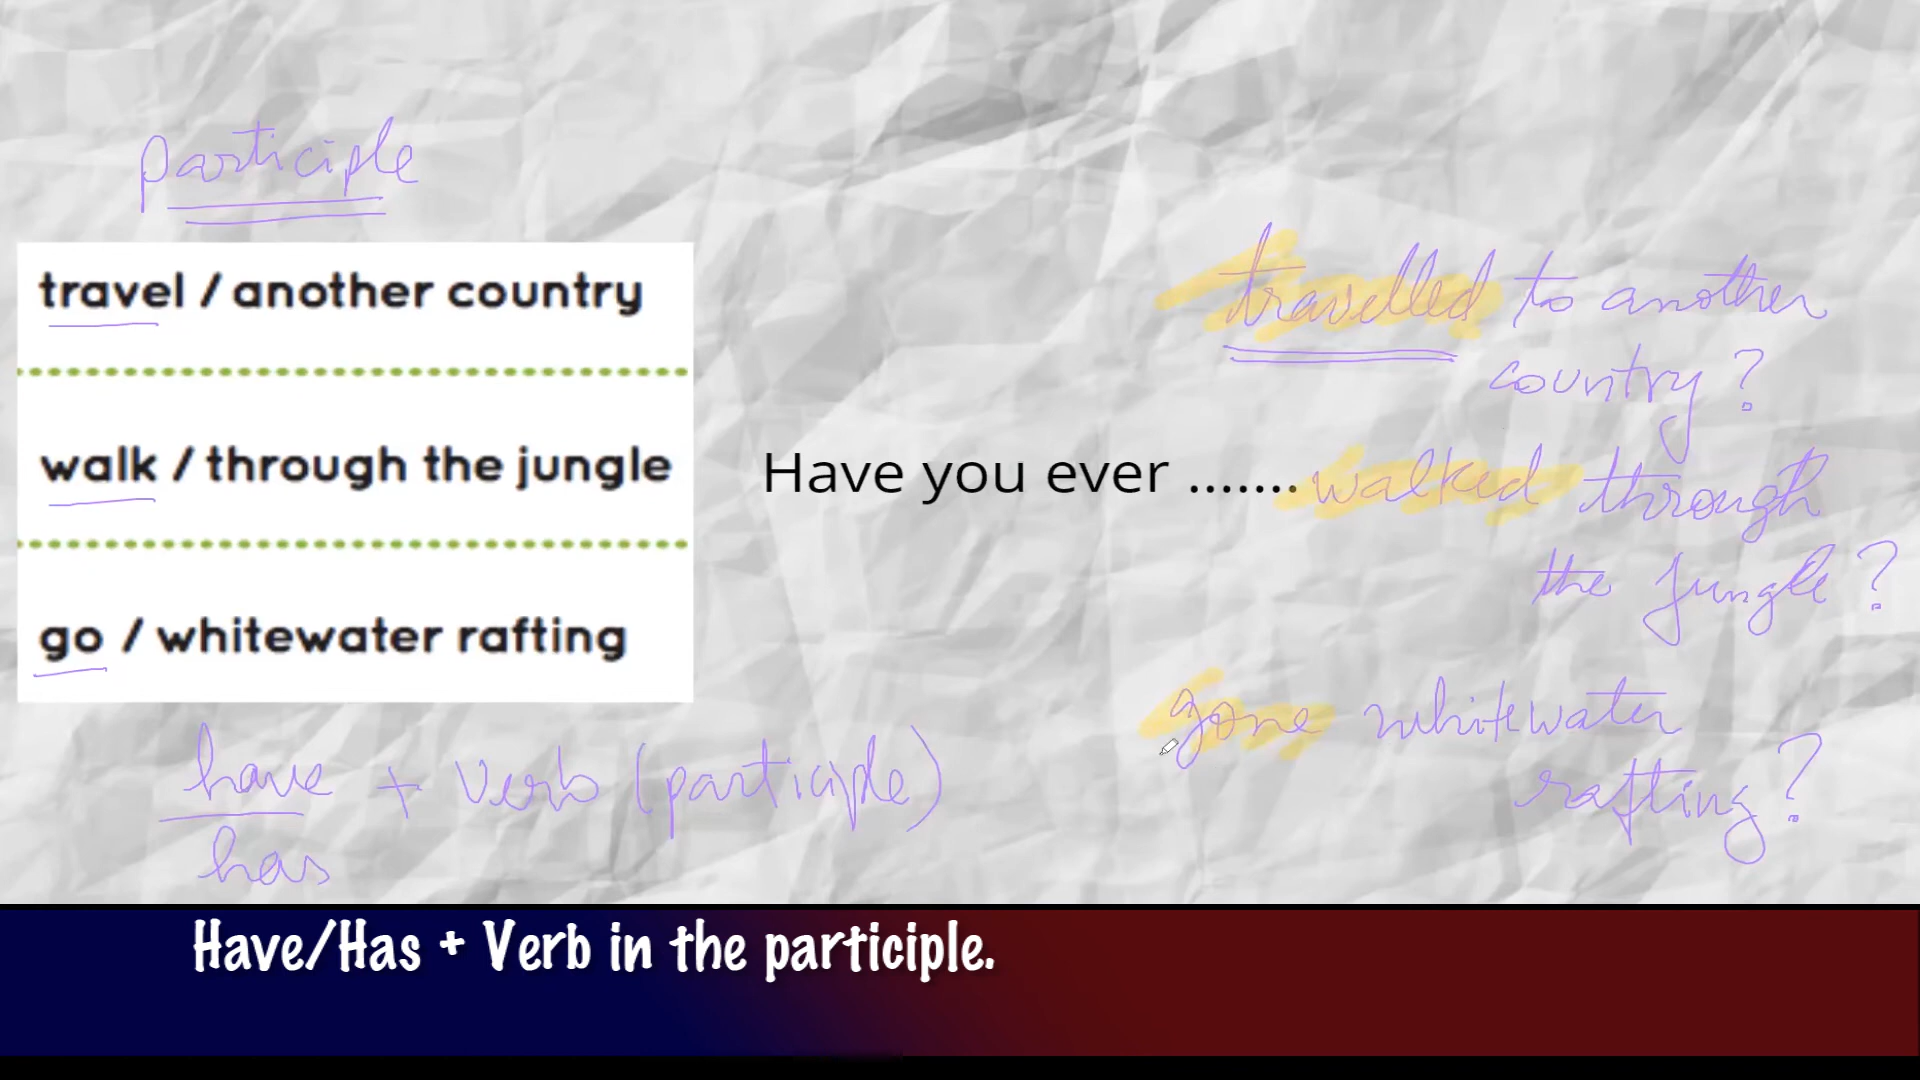 participle
travel / another country
walk / through the jungle
go / whitewater rafting
Have you ever .......
travelled to another
country?
walked through
the jungle?
gone whitewater
rafting?
have + verb (participle)
has
Have/Has + Verb in the participle.